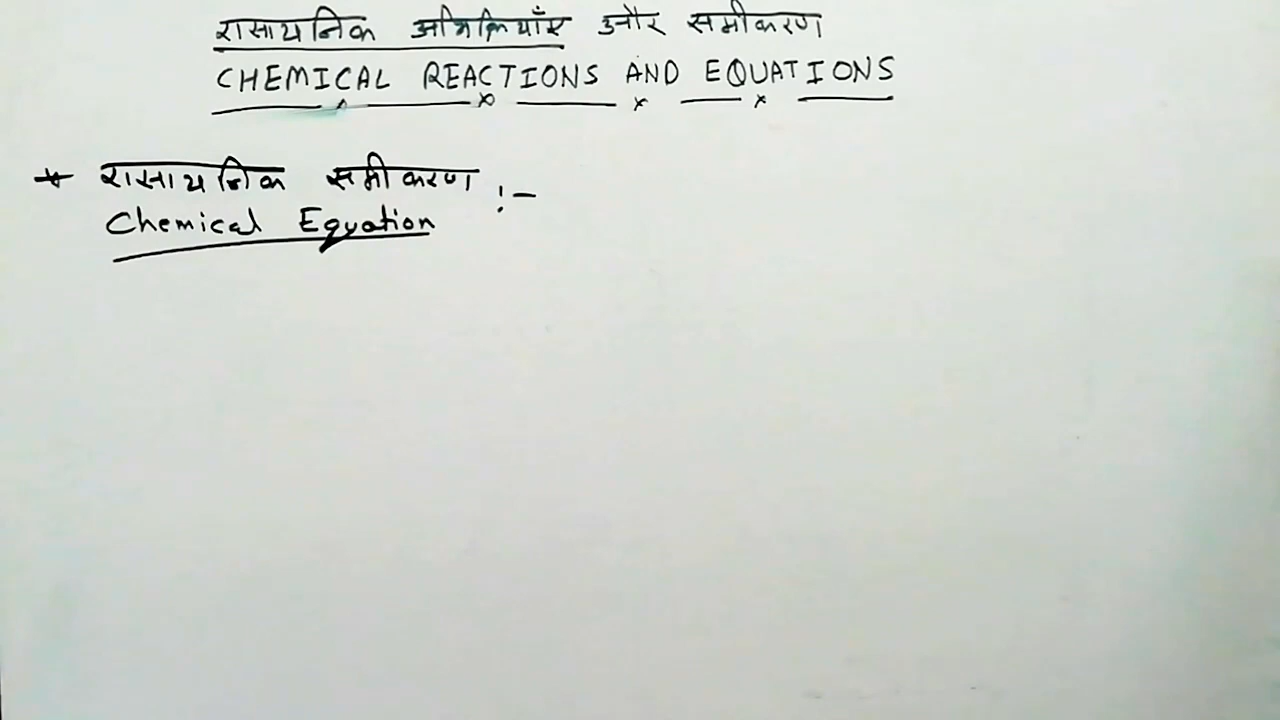 रासायनिक अभिक्रियाएँ और समीकरण
CHEMICAL REACTIONS AND EQUATIONS
* रासायनिक समीकरण :-
Chemical Equation